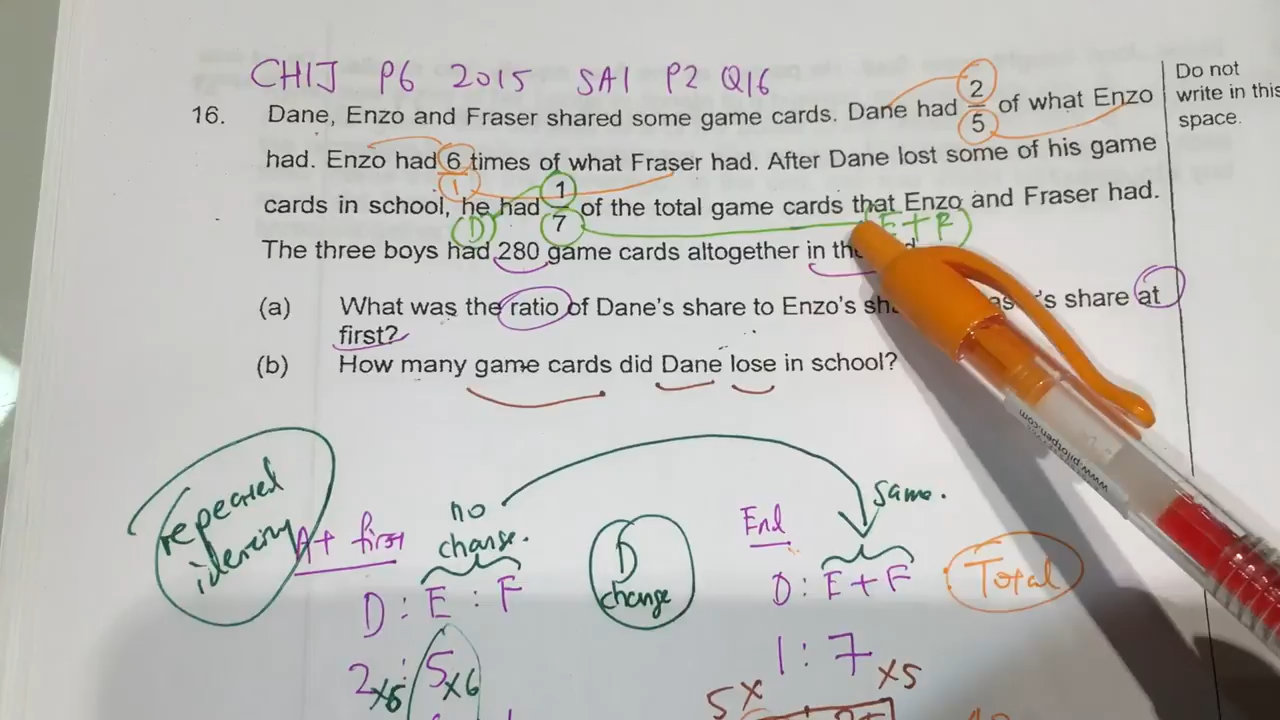 CHIJ P6 2015 SA1 P2 Q16
Do not
write in this
space.
16. Dane, Enzo and Fraser shared some game cards. Dane had 2/5 of what Enzo
had. Enzo had 6 times of what Fraser had. After Dane lost some of his game
1
cards in school, he had 1/7 of the total game cards that Enzo and Fraser had.
(D) (E+F)
The three boys had 280 game cards altogether in the
(a) What was the ratio of Dane's share to Enzo's share at
first?
(b) How many game cards did Dane lose in school?
repeated
identity
At first
no
change.
D
change
End
same.
D : E : F
D : E + F
Total
2x6 : 5x6
1 : 7 x5
5x
www.pilotpen.com